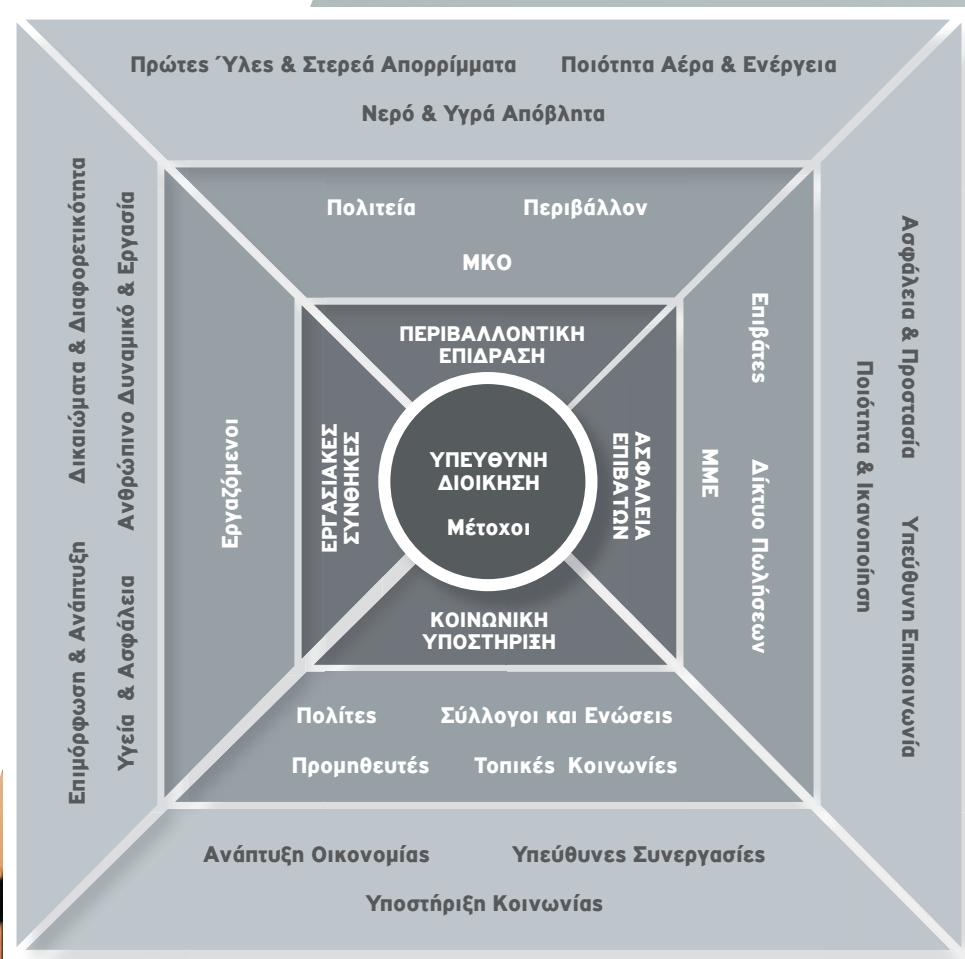 Πρώτες Ύλες & Στερεά Απορρίμματα Ποιότητα Αέρα & Ενέργεια
Νερό & Υγρά Απόβλητα
Πολιτεία Περιβάλλον
ΜΚΟ
ΠΕΡΙΒΑΛΛΟΝΤΙΚΗ
ΕΠΙΔΡΑΣΗ
Επιμόρφωση & Ανάπτυξη Δικαιώματα & Διαφορετικότητα
Υγεία & Ασφάλεια Ανθρώπινο Δυναμικό & Εργασία
Εργαζόμενοι
ΕΡΓΑΣΙΑΚΕΣ
ΣΥΝΘΗΚΕΣ
ΥΠΕΥΘΥΝΗ
ΔΙΟΙΚΗΣΗ
Μέτοχοι
ΑΣΦΑΛΕΙΑ
ΕΠΙΒΑΤΩΝ
Επιβάτες Δίκτυο Πωλήσεων
ΜΜΕ
Ασφάλεια & Προστασία Υπεύθυνη Επικοινωνία
Ποιότητα & Ικανοποίηση
ΚΟΙΝΩΝΙΚΗ
ΥΠΟΣΤΗΡΙΞΗ
Πολίτες Σύλλογοι και Ενώσεις
Προμηθευτές Τοπικές Κοινωνίες
Ανάπτυξη Οικονομίας Υπεύθυνες Συνεργασίες
Υποστήριξη Κοινωνίας